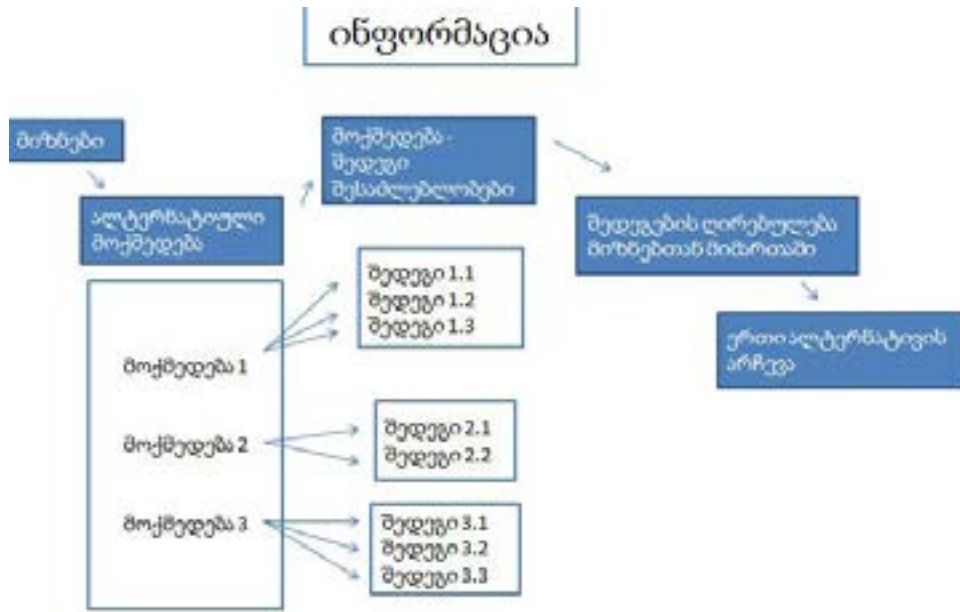 ინფორმაცია
მიზნები
მოქმედება -
შედეგი
შესაძლებლობები
ალტერნატიული
მოქმედება
შედეგების ღირებულება
მიზნებთან მიმართაში
ერთი ალტერნატივის
არჩევა
შედეგი 1.1
შედეგი 1.2
შედეგი 1.3
მოქმედება 1
შედეგი 2.1
შედეგი 2.2
მოქმედება 2
შედეგი 3.1
შედეგი 3.2
შედეგი 3.3
მოქმედება 3